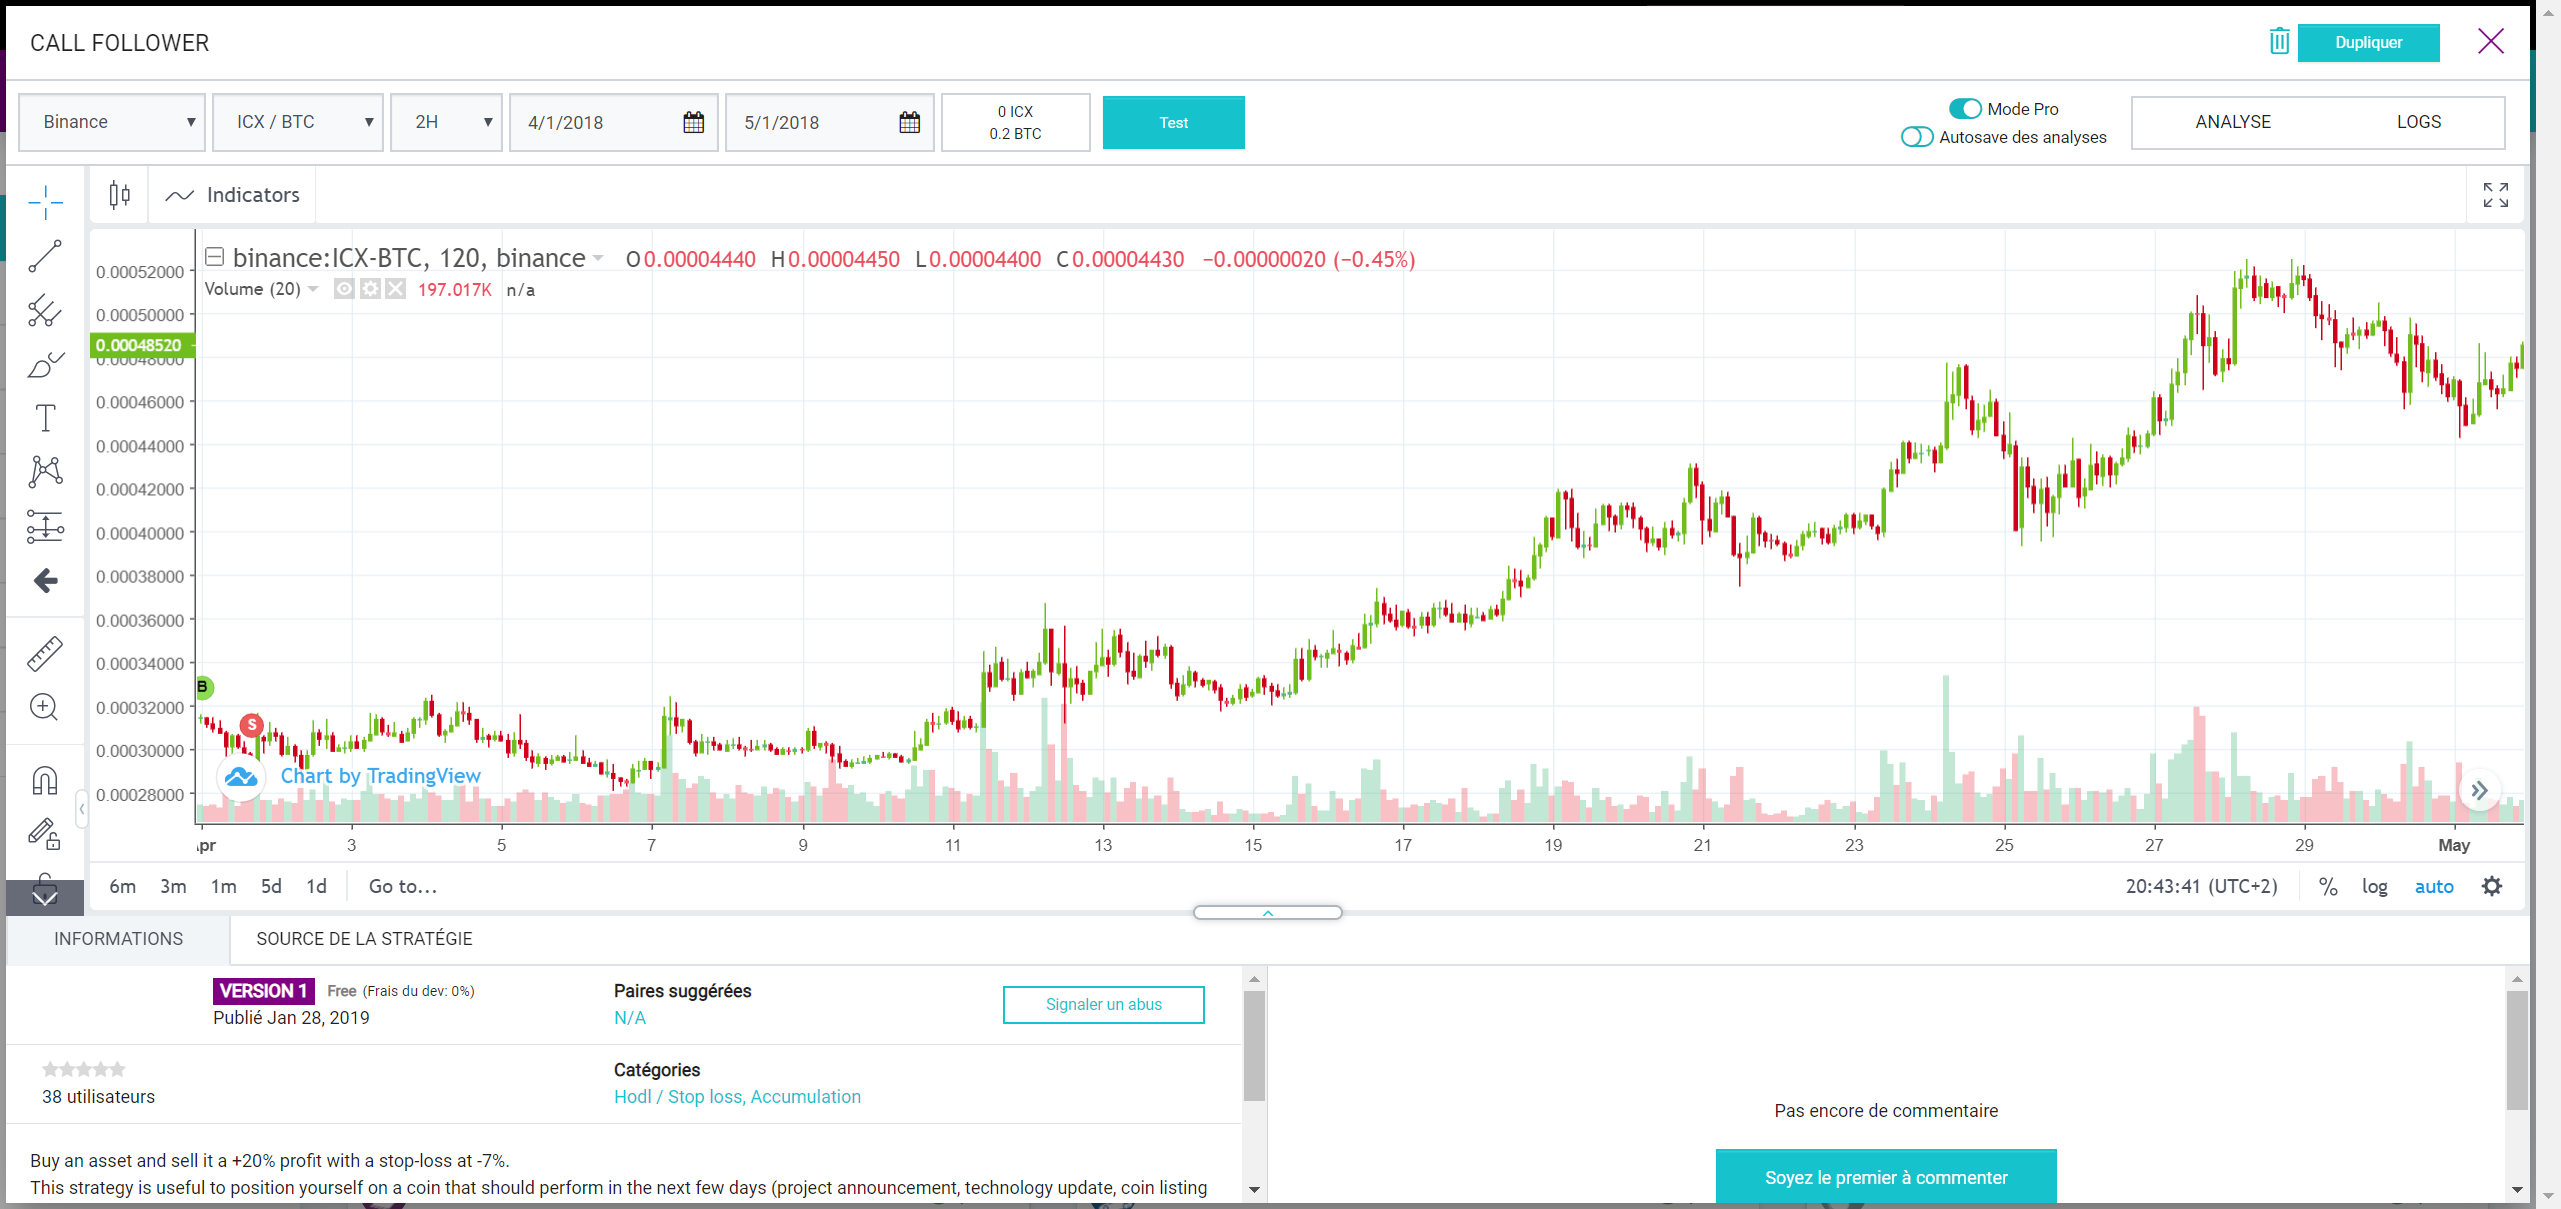 CALL FOLLOWER
Dupliquer
Binance
ICX / BTC
2H
4/1/2018
5/1/2018
0 ICX
0.2 BTC
Test
Mode Pro
Autosave des analyses
ANALYSE
LOGS
Indicators
binance:ICX-BTC, 120, binance O0.00004440 H0.00004450 L0.00004400 C0.00004430 −0.00000020 (−0.45%)
Volume (20) 197.017K n/a
0.00052000
0.00050000
0.00048520
0.00048000
0.00046000
0.00044000
0.00042000
0.00040000
0.00038000
0.00036000
0.00034000
0.00032000
0.00030000
0.00028000
B
S
Chart by TradingView
pr 3 5 7 9 11 13 15 17 19 21 23 25 27 29 May
6m 3m 1m 5d 1d Go to...
20:43:41 (UTC+2) % log auto
INFORMATIONS
SOURCE DE LA STRATÉGIE
VERSION 1 Free (Frais du dev: 0%)
Publié Jan 28, 2019
Paires suggérées
N/A
Signaler un abus
38 utilisateurs
Catégories
Hodl / Stop loss, Accumulation
Buy an asset and sell it a +20% profit with a stop-loss at -7%.
This strategy is useful to position yourself on a coin that should perform in the next few days (project announcement, technology update, coin listing
Pas encore de commentaire
Soyez le premier à commenter